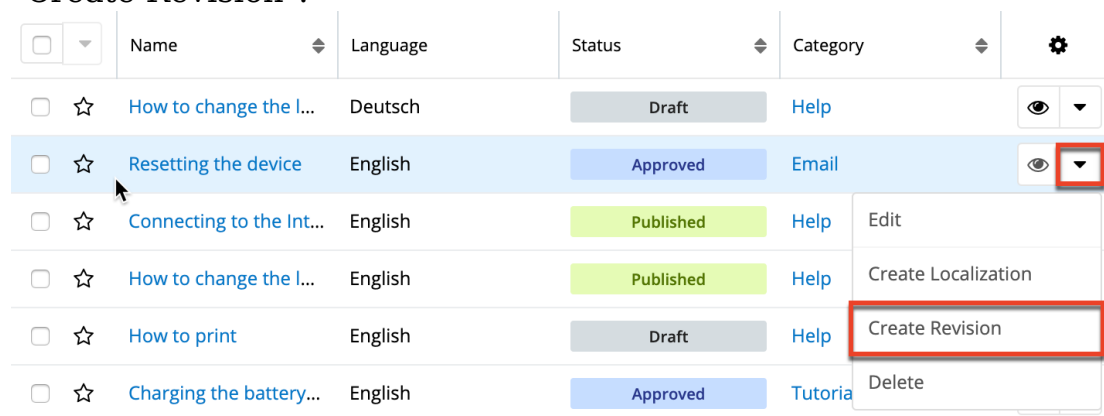 Create Revision".
Name Language Status Category
How to change the l... Deutsch Draft Help
Resetting the device English Approved Email
Connecting to the Int... English Published Help
Edit
How to change the l... English Published Help
Create Localization
How to print English Draft Help
Create Revision
Charging the battery... English Approved Tutoria
Delete